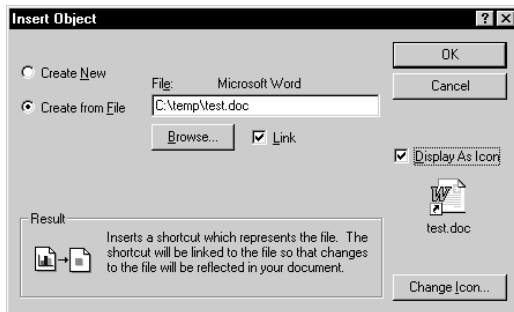 Insert Object
OK
Create New
File: Microsoft Word
Cancel
Create from File
C:\temp\test.doc
Browse...
Link
Display As Icon
test.doc
Result
Inserts a shortcut which represents the file. The
shortcut will be linked to the file so that changes
to the file will be reflected in your document.
Change Icon...